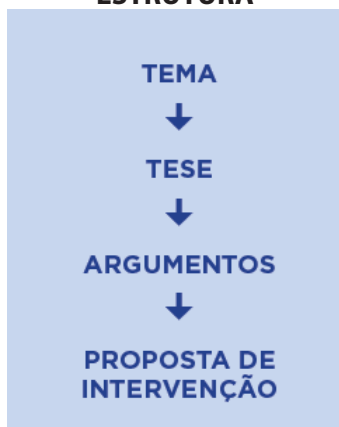 ESTRUTURA
TEMA
TESE
ARGUMENTOS
PROPOSTA DE
INTERVENÇÃO